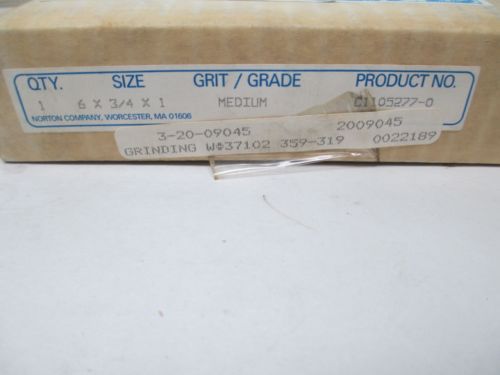 QTY. SIZE GRIT / GRADE PRODUCT NO.
1 6 X 3/4 X 1 MEDIUM C1105277-0
NORTON COMPANY, WORCESTER, MA 01606
3-20-09045 2009045
GRINDING W#37102 359-319 0022189